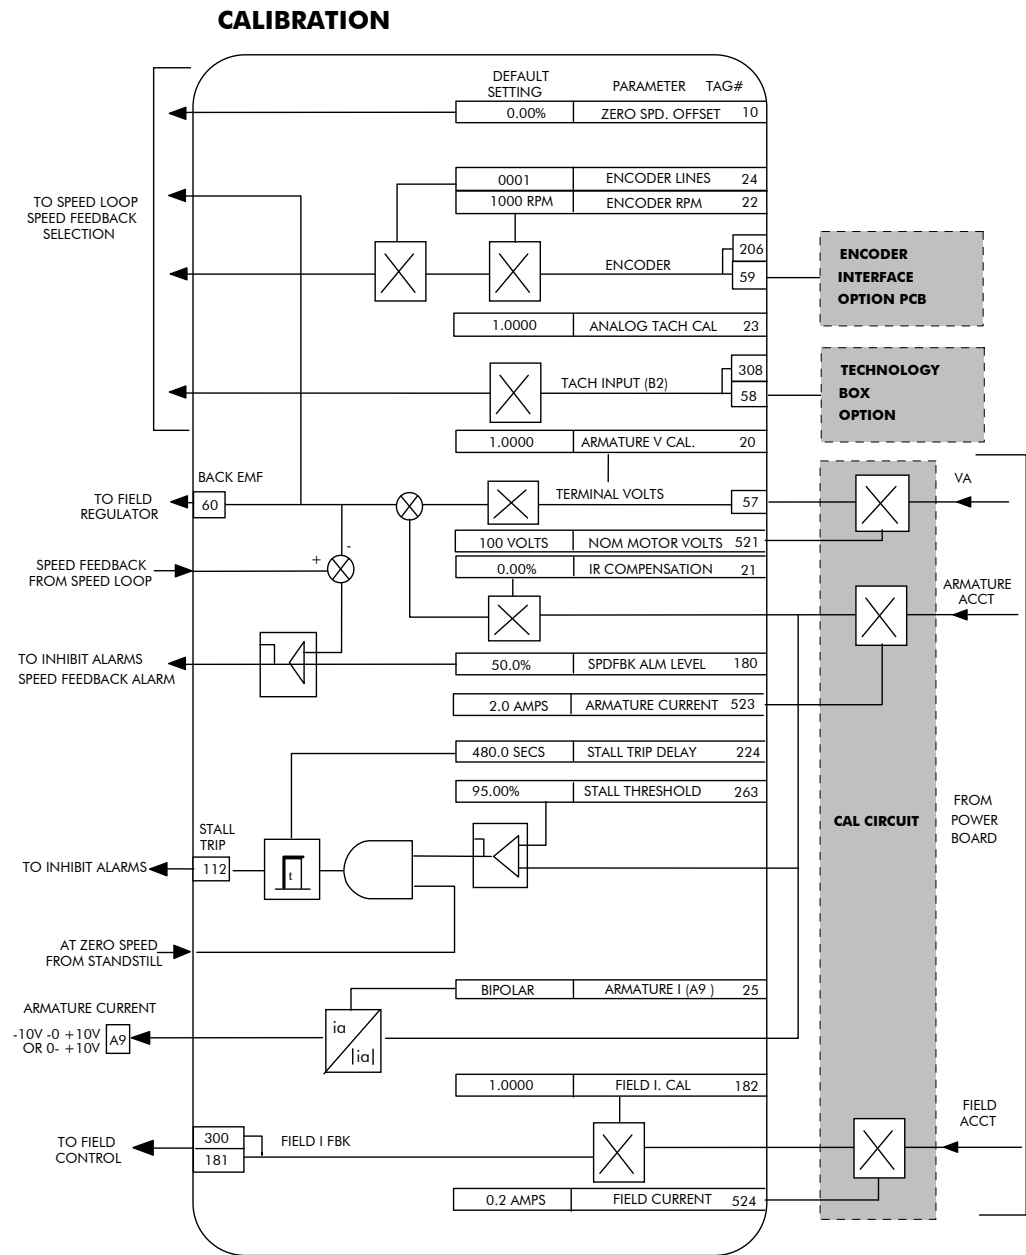 CALIBRATION
DEFAULT
SETTING
PARAMETER TAG#
0.00% ZERO SPD. OFFSET 10
0001 ENCODER LINES 24
1000 RPM ENCODER RPM 22
TO SPEED LOOP
SPEED FEEDBACK
SELECTION
ENCODER
206
59
ENCODER
INTERFACE
OPTION PCB
1.0000 ANALOG TACH CAL 23
TACH INPUT (B2)
308
58
TECHNOLOGY
BOX
OPTION
1.0000 ARMATURE V CAL. 20
BACK EMF
60
TO FIELD
REGULATOR
TERMINAL VOLTS
57
VA
100 VOLTS NOM MOTOR VOLTS 521
0.00% IR COMPENSATION 21
SPEED FEEDBACK
FROM SPEED LOOP
+
-
ARMATURE
ACCT
TO INHIBIT ALARMS
SPEED FEEDBACK ALARM
50.0% SPDFBK ALM LEVEL 180
2.0 AMPS ARMATURE CURRENT 523
480.0 SECS STALL TRIP DELAY 224
95.00% STALL THRESHOLD 263
CAL CIRCUIT
FROM
POWER
BOARD
STALL
TRIP
112
TO INHIBIT ALARMS
t
AT ZERO SPEED
FROM STANDSTILL
BIPOLAR ARMATURE I (A9 ) 25
ARMATURE CURRENT
-10V -0 +10V
OR 0- +10V
A9
ia
|ia|
1.0000 FIELD I. CAL 182
FIELD
ACCT
TO FIELD
CONTROL
300
181
FIELD I FBK
0.2 AMPS FIELD CURRENT 524